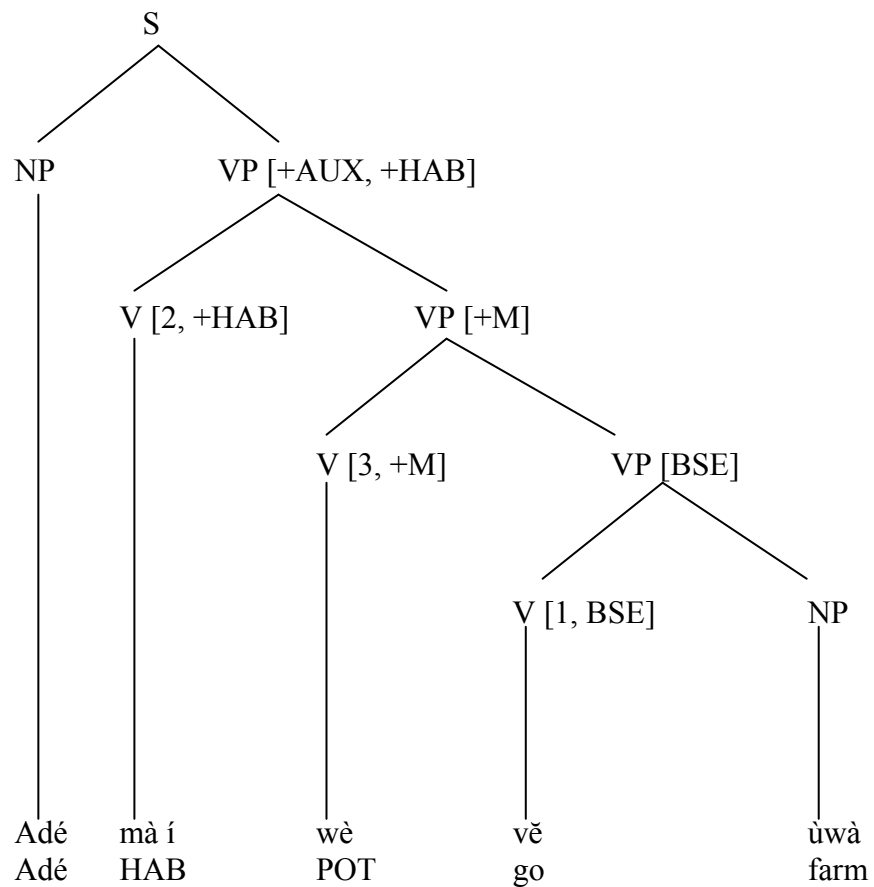 S
NP VP [+AUX, +HAB]
V [2, +HAB] VP [+M]
V [3, +M] VP [BSE]
V [1, BSE] NP
Adé mà í wè vĕ ùwà
Adé HAB POT go farm